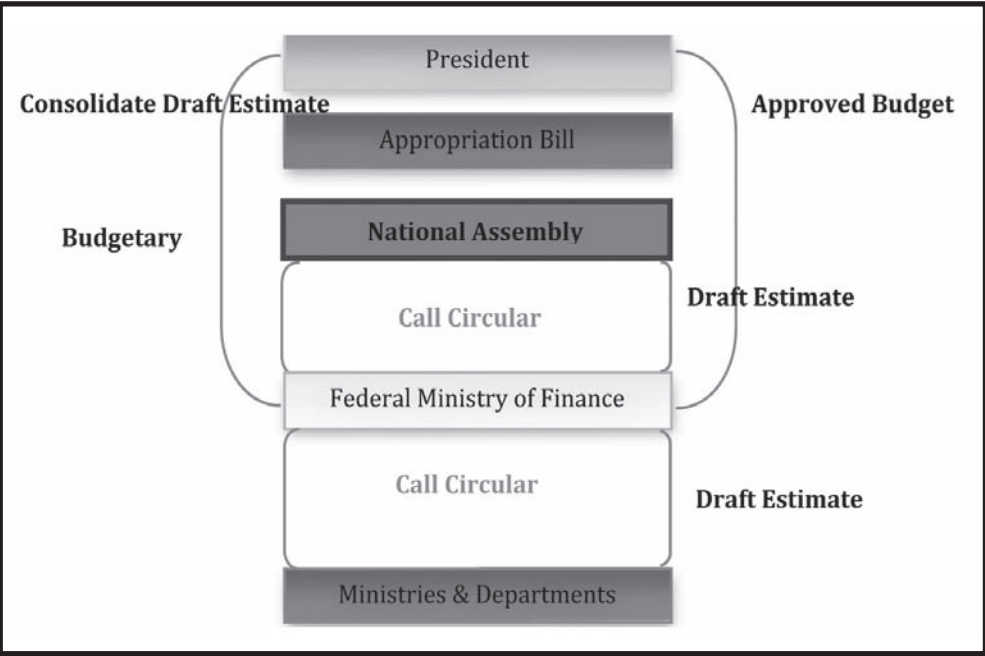 President
Consolidate Draft Estimate
Approved Budget
Appropriation Bill
National Assembly
Budgetary
Draft Estimate
Call Circular
Federal Ministry of Finance
Call Circular
Draft Estimate
Ministries & Departments